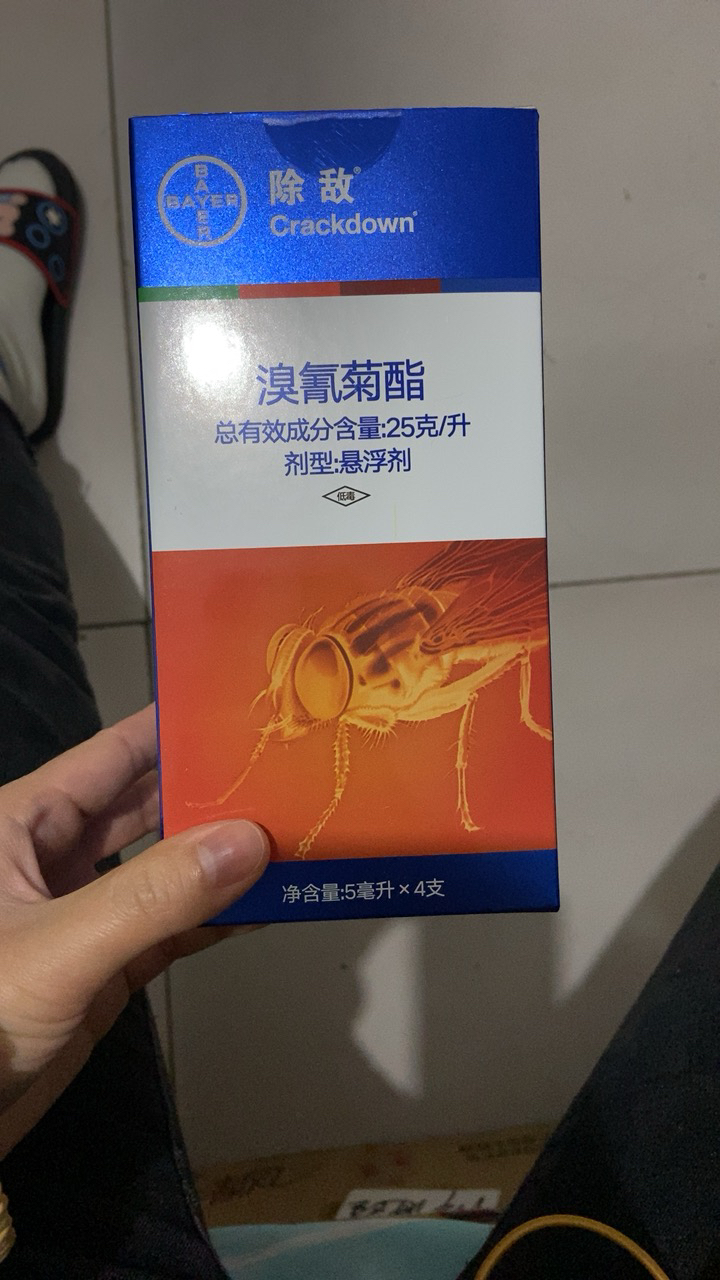 BAYER
BAYER
除敌®
Crackdown®
溴氰菊酯
总有效成分含量:25克/升
剂型:悬浮剂
低毒
净含量:5毫升×4支